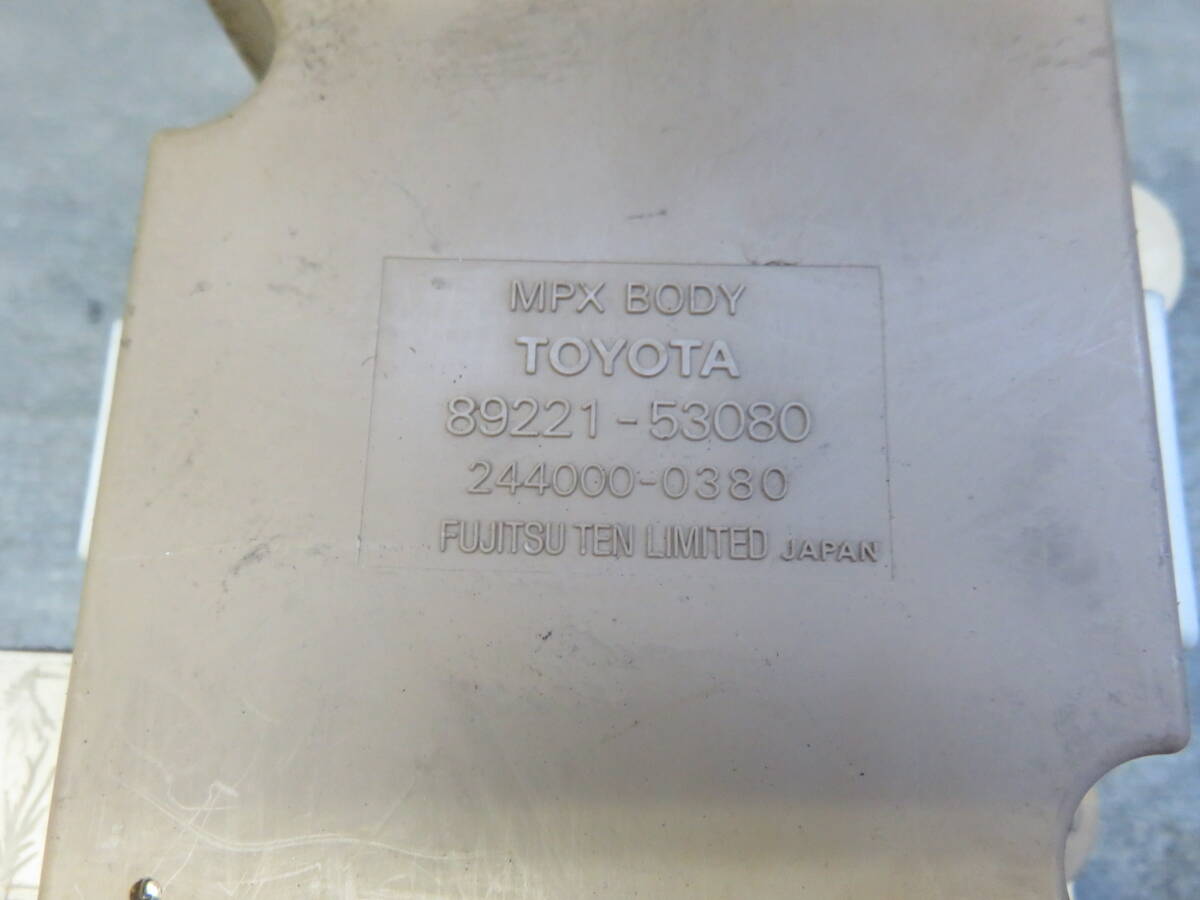 MPX BODY
TOYOTA
89221-53080
244000-0380
FUJITSU TEN LIMITED JAPAN